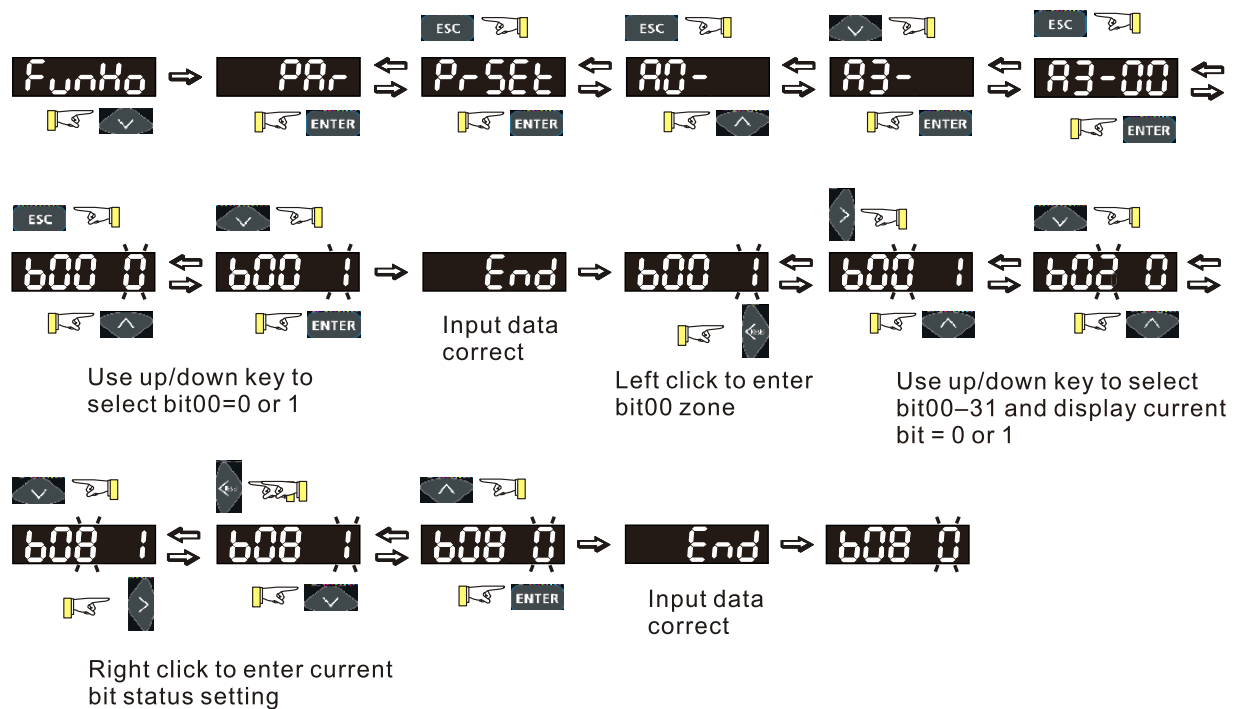 ESC ESC ESC
FunHo PAr PrSEt A0- A3- A3-00
ENTER ENTER ENTER ENTER
ESC
b00 0 b00 1 End b00 1 b00 1 b02 0
ENTER
Input data
correct
Use up/down key to
select bit00=0 or 1
Left click to enter
bit00 zone
Use up/down key to select
bit00–31 and display current
bit = 0 or 1
b08 1 b08 1 b08 0 End b08 0
ENTER
Input data
correct
Right click to enter current
bit status setting